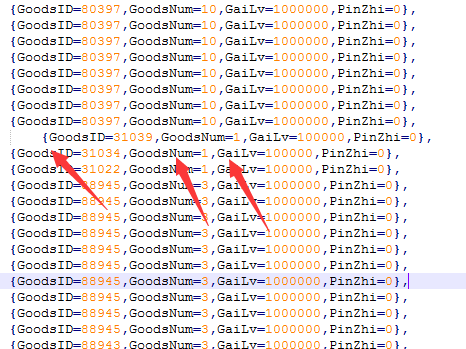 {GoodsID=80397,GoodsNum=10,GaiLv=1000000,PinZhi=0},
{GoodsID=80397,GoodsNum=10,GaiLv=1000000,PinZhi=0},
{GoodsID=80397,GoodsNum=10,GaiLv=1000000,PinZhi=0},
{GoodsID=80397,GoodsNum=10,GaiLv=1000000,PinZhi=0},
{GoodsID=80397,GoodsNum=10,GaiLv=1000000,PinZhi=0},
{GoodsID=80397,GoodsNum=10,GaiLv=1000000,PinZhi=0},
{GoodsID=80397,GoodsNum=10,GaiLv=1000000,PinZhi=0},
{GoodsID=80397,GoodsNum=10,GaiLv=1000000,PinZhi=0},
{GoodsID=31039,GoodsNum=1,GaiLv=100000,PinZhi=0},
{GoodsID=31034,GoodsNum=1,GaiLv=100000,PinZhi=0},
{GoodsID=31022,GoodsNum=1,GaiLv=100000,PinZhi=0},
{GoodsID=88945,GoodsNum=3,GaiLv=1000000,PinZhi=0},
{GoodsID=88945,GoodsNum=3,GaiLv=1000000,PinZhi=0},
{GoodsID=88945,GoodsNum=3,GaiLv=1000000,PinZhi=0},
{GoodsID=88945,GoodsNum=3,GaiLv=1000000,PinZhi=0},
{GoodsID=88945,GoodsNum=3,GaiLv=1000000,PinZhi=0},
{GoodsID=88945,GoodsNum=3,GaiLv=1000000,PinZhi=0},
{GoodsID=88945,GoodsNum=3,GaiLv=1000000,PinZhi=0},
{GoodsID=88945,GoodsNum=3,GaiLv=1000000,PinZhi=0},
{GoodsID=88945,GoodsNum=3,GaiLv=1000000,PinZhi=0},
{GoodsID=88945,GoodsNum=3,GaiLv=1000000,PinZhi=0},
{GoodsID=88943,GoodsNum=3,GaiLv=1000000,PinZhi=0},